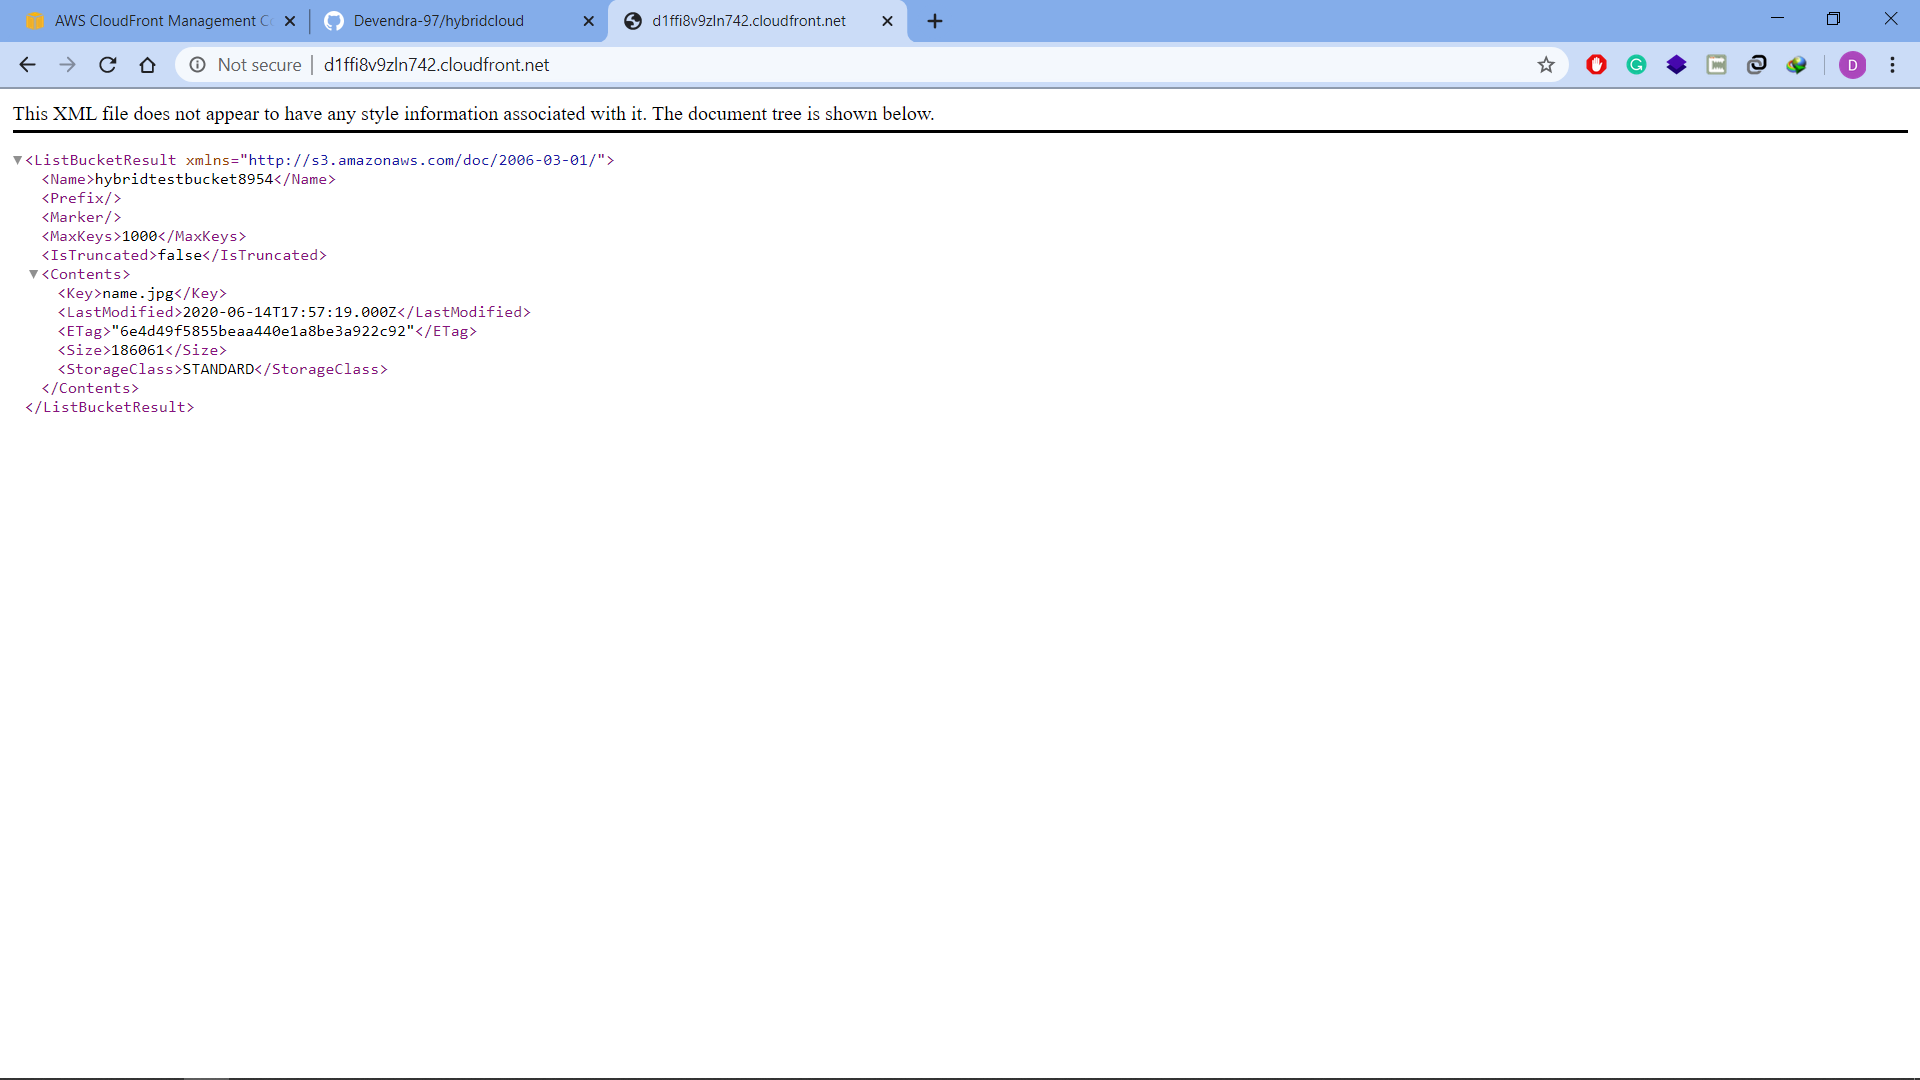 AWS CloudFront Management Co
Devendra-97/hybridcloud
d1ffi8v9zln742.cloudfront.net
Not secure
d1ffi8v9zln742.cloudfront.net
D
This XML file does not appear to have any style information associated with it. The document tree is shown below.
▼<ListBucketResult xmlns="http://s3.amazonaws.com/doc/2006-03-01/">
<Name>hybridtestbucket8954</Name>
<Prefix/>
<Marker/>
<MaxKeys>1000</MaxKeys>
<IsTruncated>false</IsTruncated>
▼<Contents>
<Key>name.jpg</Key>
<LastModified>2020-06-14T17:57:19.000Z</LastModified>
<ETag>"6e4d49f5855beaa440e1a8be3a922c92"</ETag>
<Size>186061</Size>
<StorageClass>STANDARD</StorageClass>
</Contents>
</ListBucketResult>